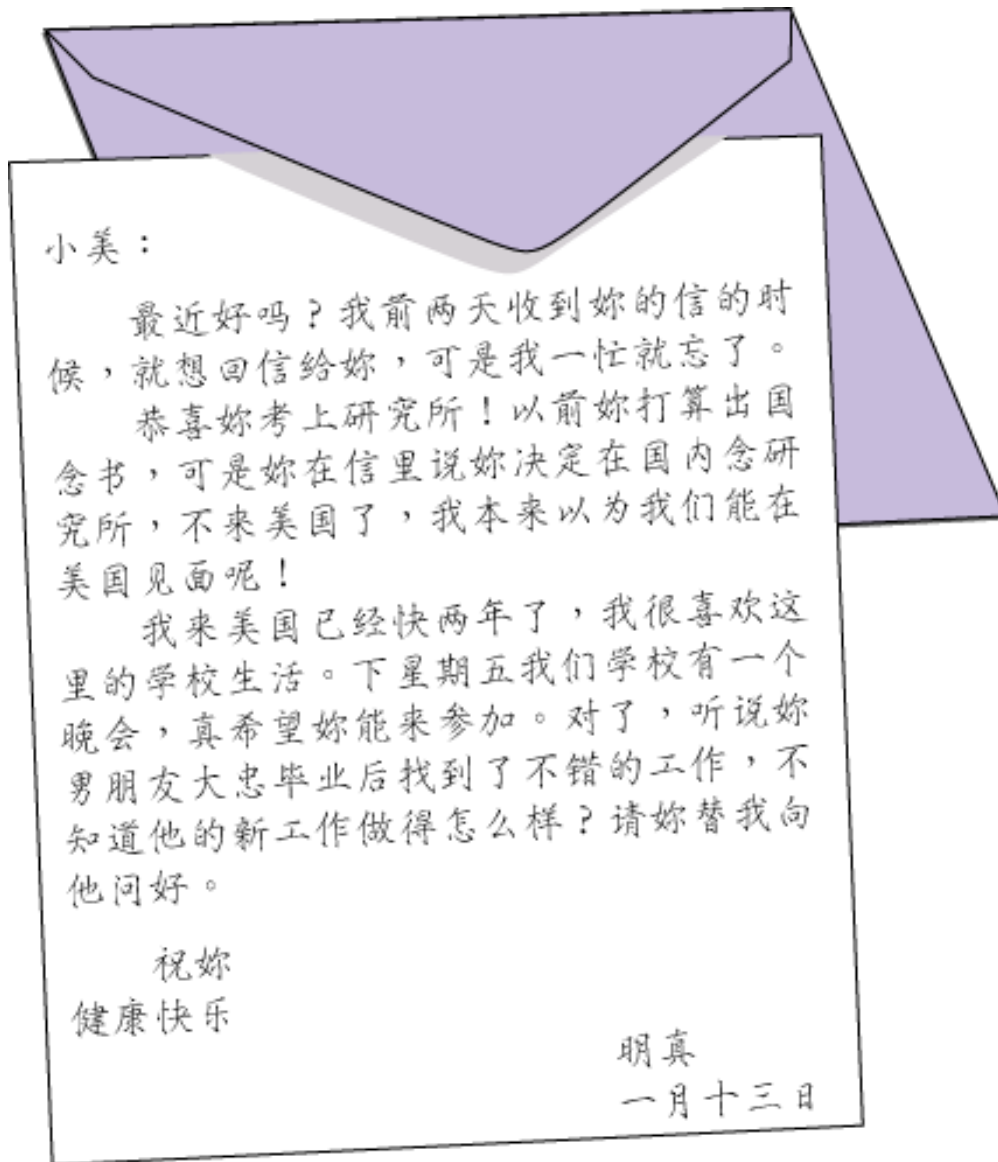 小美：
最近好吗？我前两天收到妳的信的时
候，就想回信给妳，可是我一忙就忘了。
恭喜妳考上研究所！以前妳打算出国
念书，可是妳在信里说妳决定在国内念研
究所，不来美国了，我本来以为我们能在
美国见面呢！
我来美国已经快两年了，我很喜欢这
里的学校生活。下星期五我们学校有一个
晚会，真希望妳能来参加。对了，听说妳
男朋友大忠毕业后找到了不错的工作，不
知道他的新工作做得怎么样？请妳替我向
他问好。
祝妳
健康快乐
明真
一月十三日